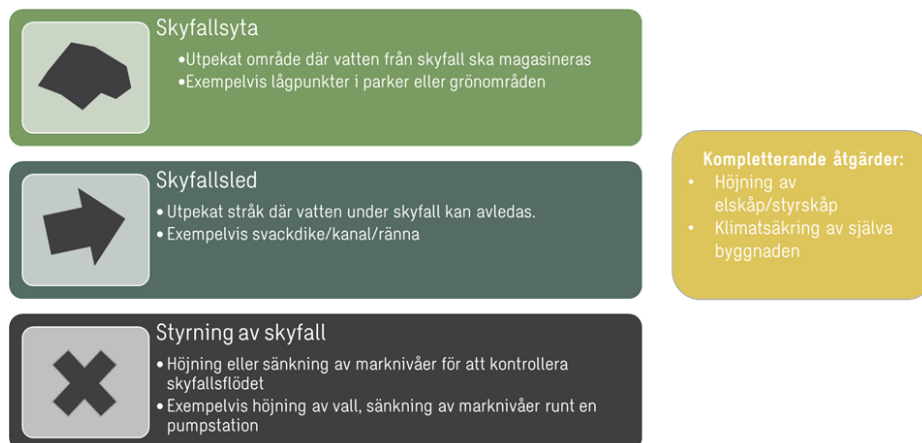 Skyfallsyta
•Utpekat område där vatten från skyfall ska magasineras
•Exempelvis lågpunkter i parker eller grönområden
Skyfallsled
• Utpekat stråk där vatten under skyfall kan avledas.
• Exempelvis svackdike/kanal/ränna
Styrning av skyfall
• Höjning eller sänkning av marknivåer för att kontrollera
skyfallsflödet
• Exempelvis höjning av vall, sänkning av marknivåer runt en
pumpstation
Kompletterande åtgärder:
• Höjning av
elskåp/styrskåp
• Klimatsäkring av själva
byggnaden